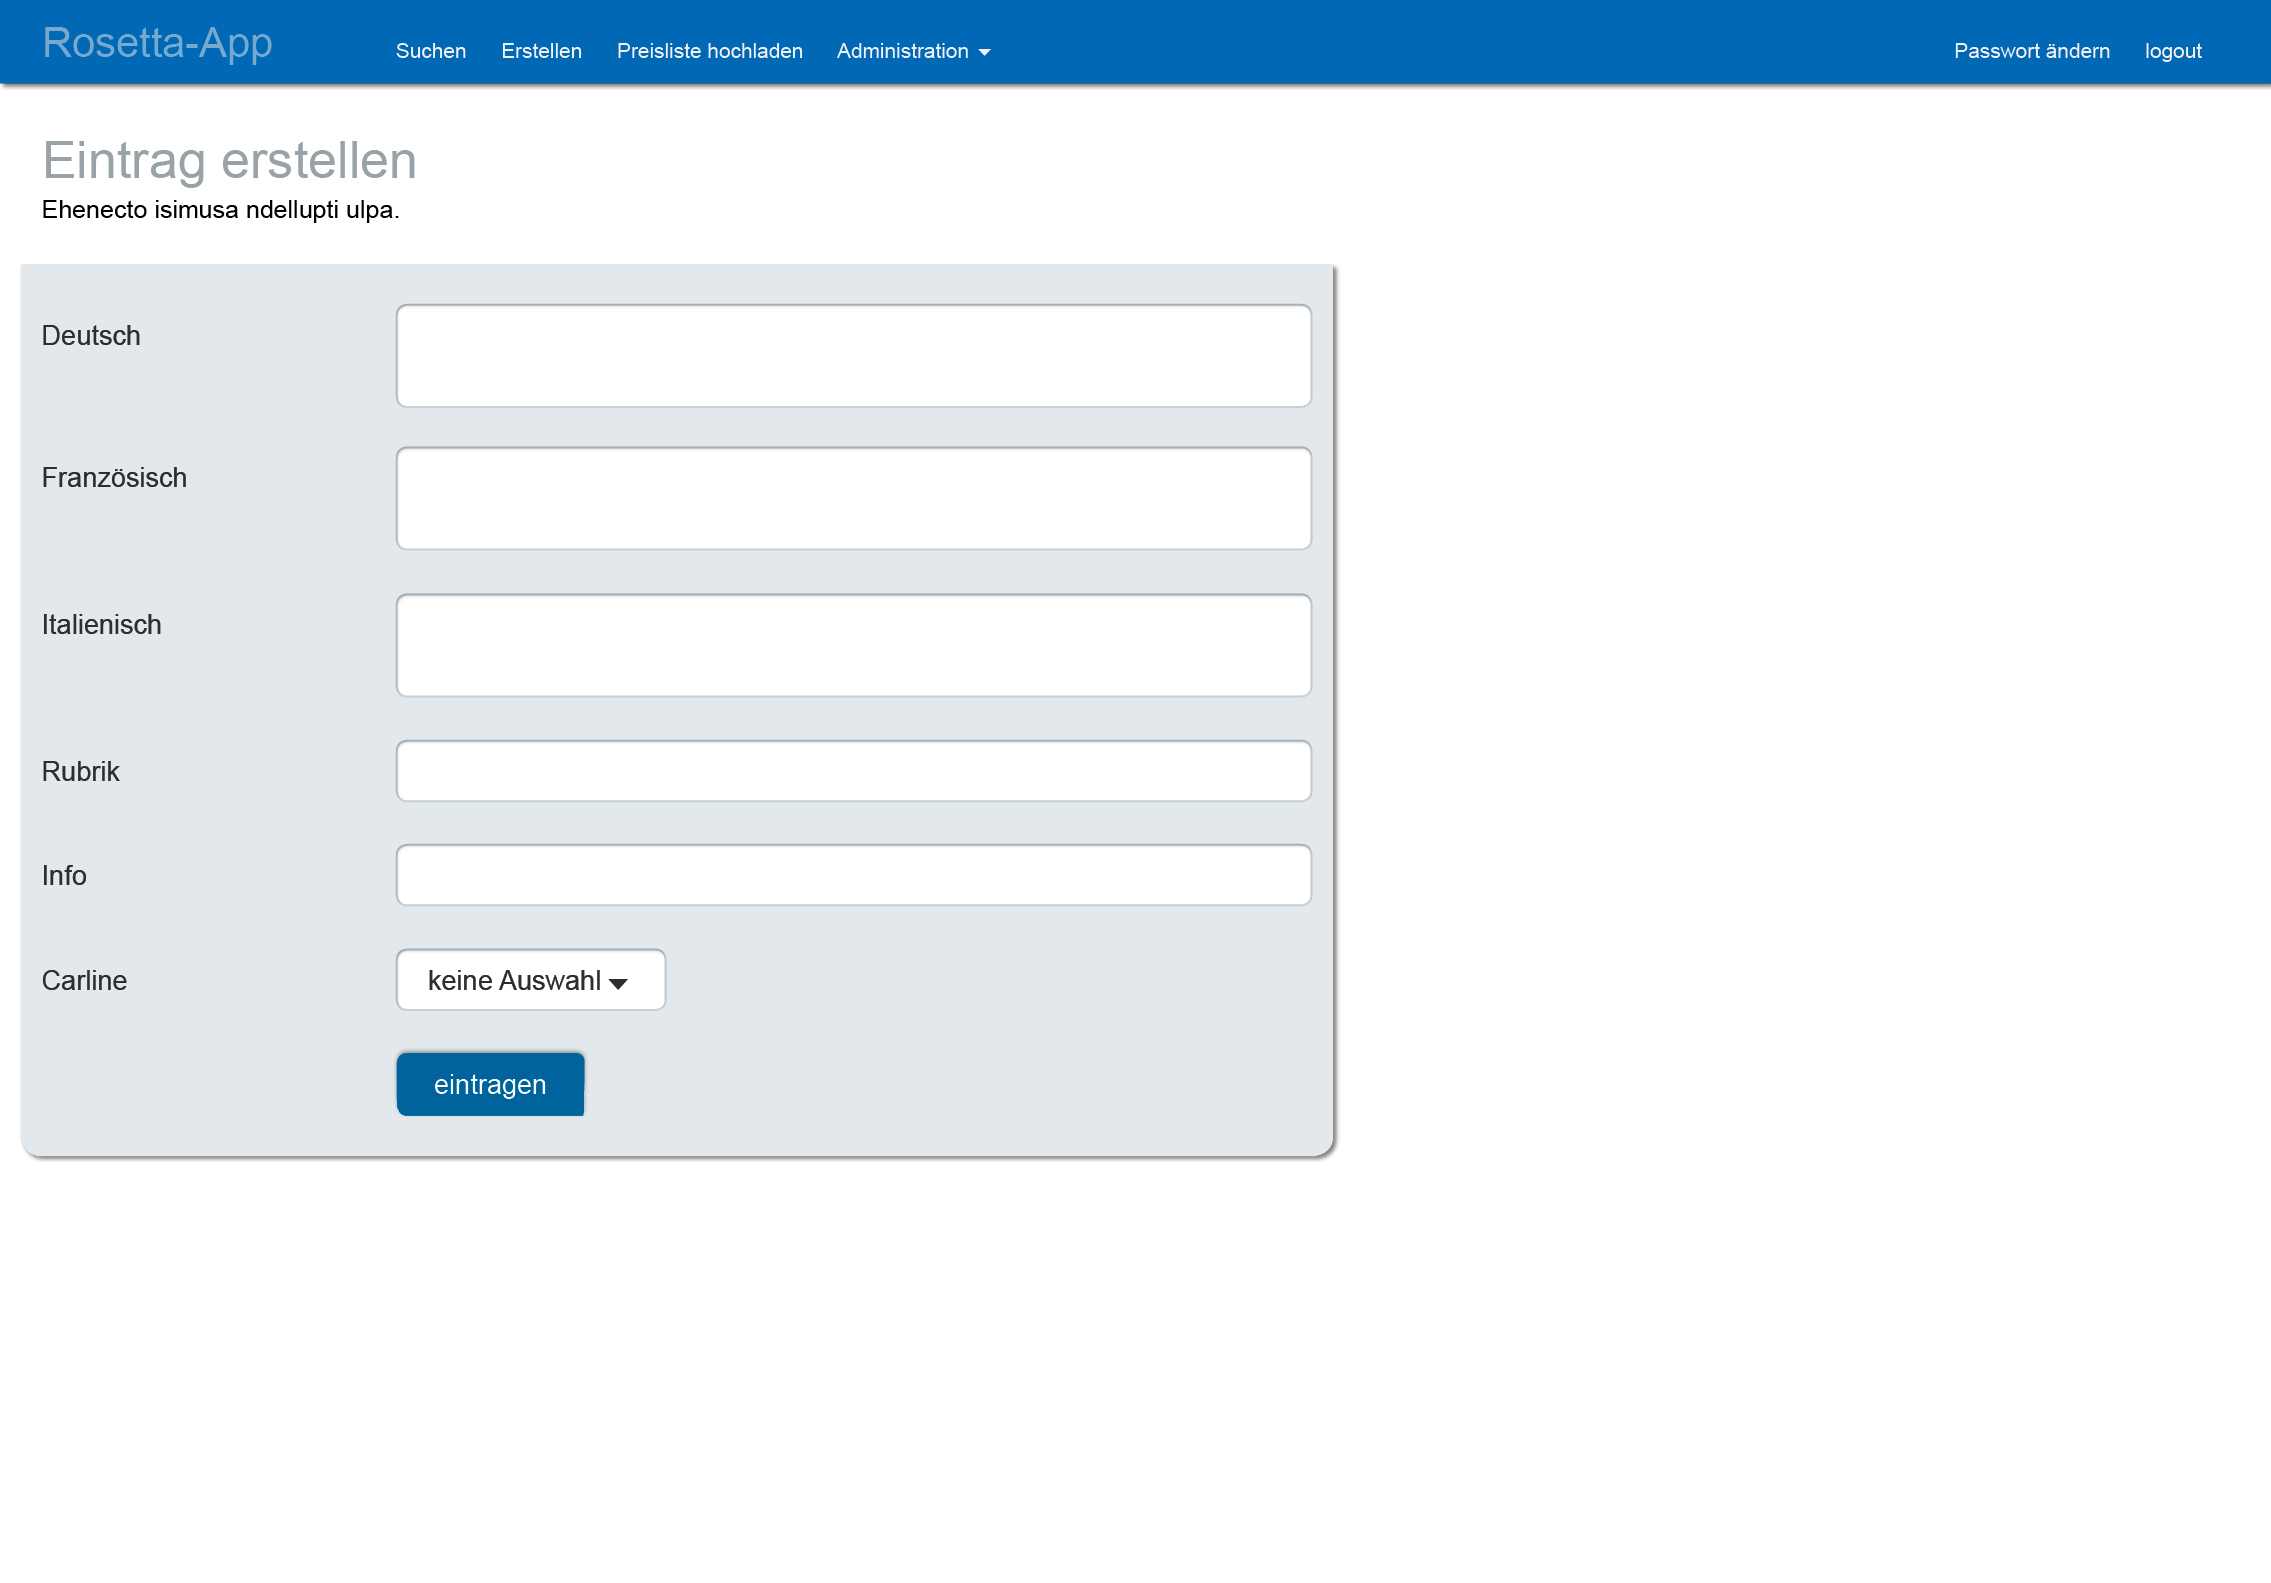 Rosetta-App Suchen Erstellen Preisliste hochladen Administration Passwort ändern logout
Eintrag erstellen
Ehenecto isimusa ndellupti ulpa.
Deutsch
Französisch
Italienisch
Rubrik
Info
Carline keine Auswahl
eintragen